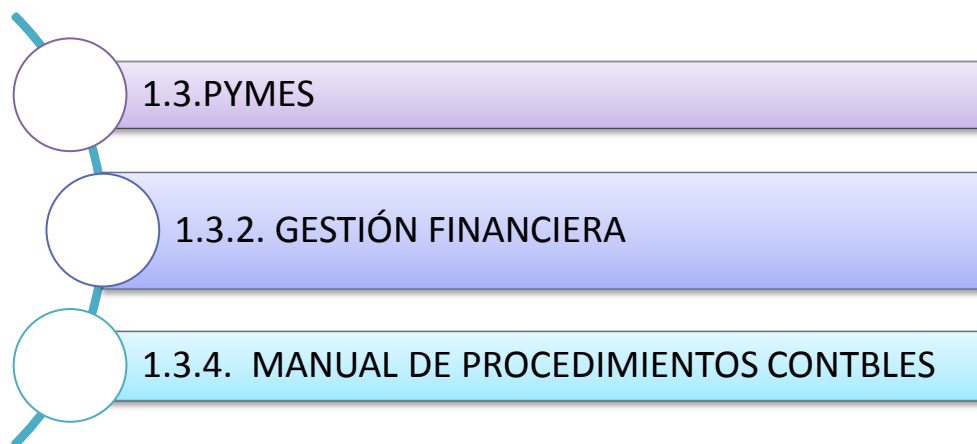 1.3.PYMES
1.3.2. GESTIÓN FINANCIERA
1.3.4.  MANUAL DE PROCEDIMIENTOS CONTBLES